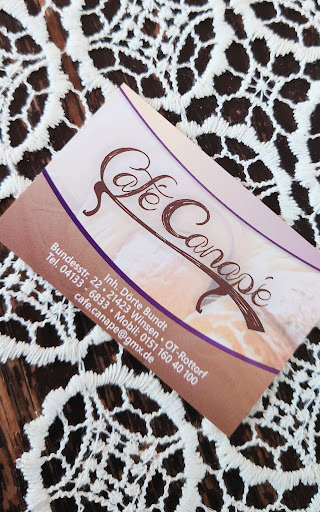 Café Canapé
Inh. Dörte Bundt
Bundesstr. 22 • 21423 Winsen • OT-Rottorf
Tel. 04133 - 6833 • Mobil: 0151 160 40 100
cafe.canape@gmx.de